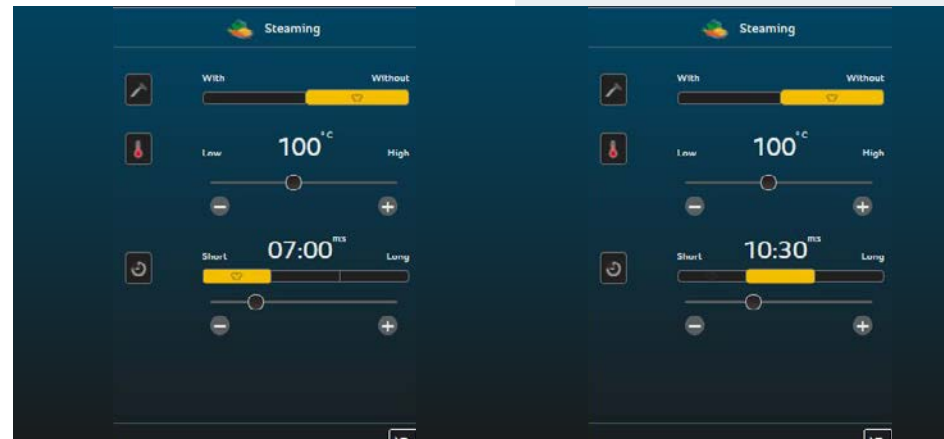 Steaming
With Without
Low 100 °C High
Short 07:00 m:s Long
Steaming
With Without
Low 100 °C High
Short 10:30 m:s Long